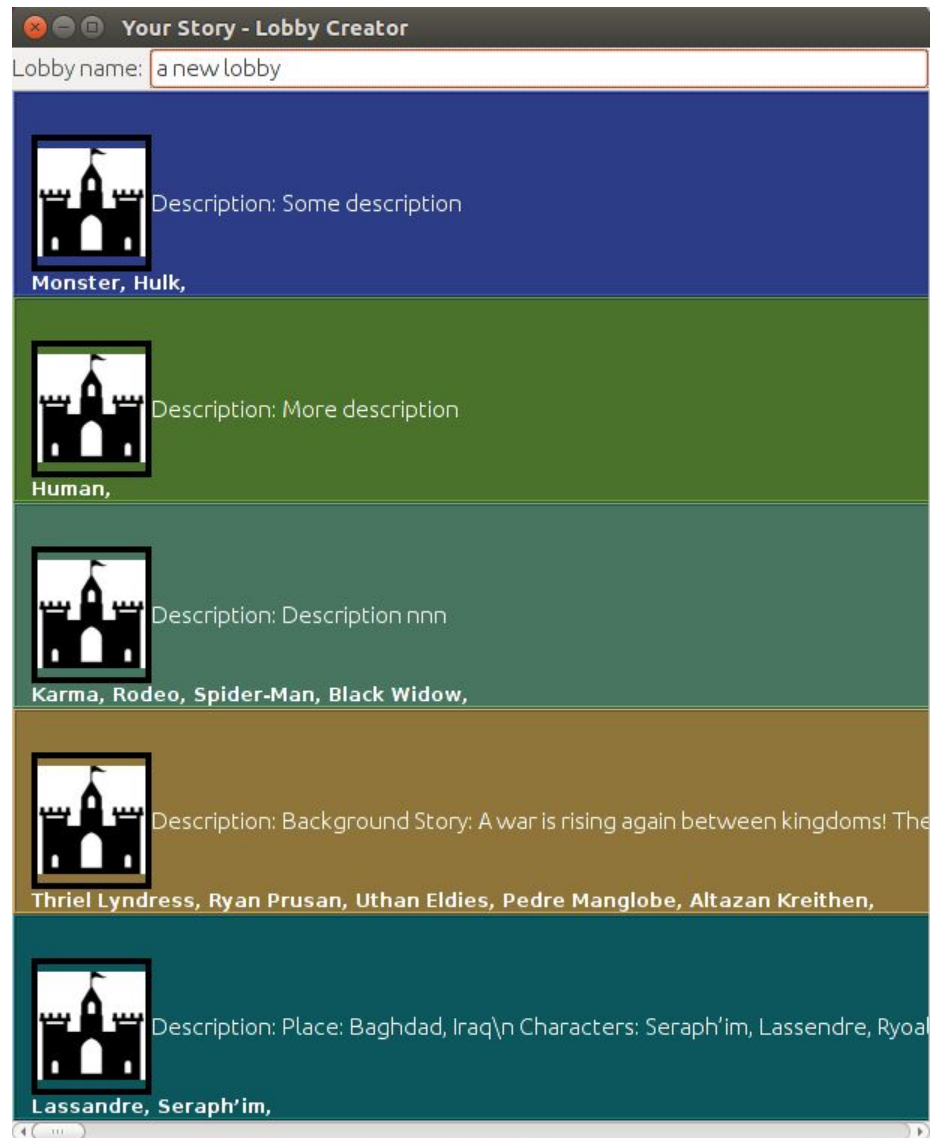 Your Story - Lobby Creator
Lobby name: a new lobby
Description: Some description
Monster, Hulk,
Description: More description
Human,
Description: Description nnn
Karma, Rodeo, Spider-Man, Black Widow,
Description: Background Story: A war is rising again between kingdoms! The
Thriel Lyndress, Ryan Prusan, Uthan Eldies, Pedre Manglobe, Altazan Kreithen,
Description: Place: Baghdad, Iraq\n Characters: Seraph’im, Lassendre,
Lassandre, Seraph’im,